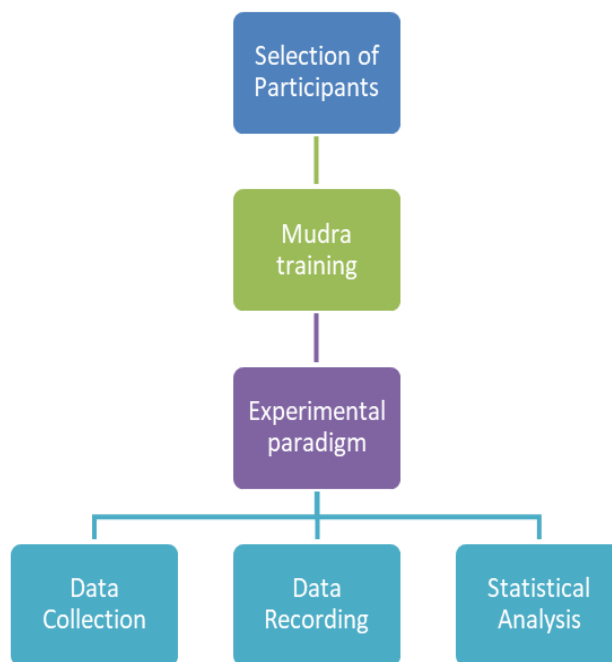 Selection of
Participants
Mudra
training
Experimental
paradigm
Data
Collection
Data
Recording
Statistical
Analysis